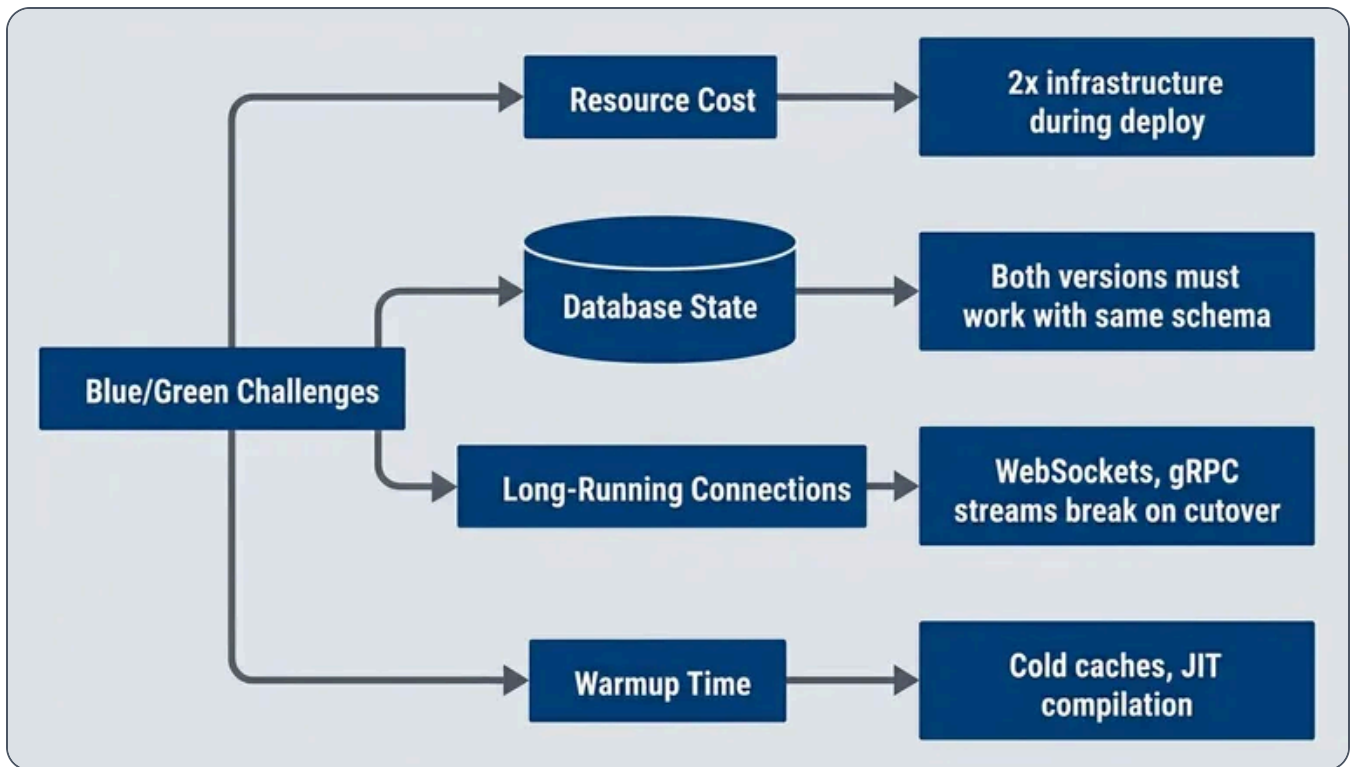 Resource Cost
2x infrastructure
during deploy
Database State
Both versions must
work with same schema
Blue/Green Challenges
Long-Running Connections
WebSockets, gRPC
streams break on cutover
Warmup Time
Cold caches, JIT
compilation